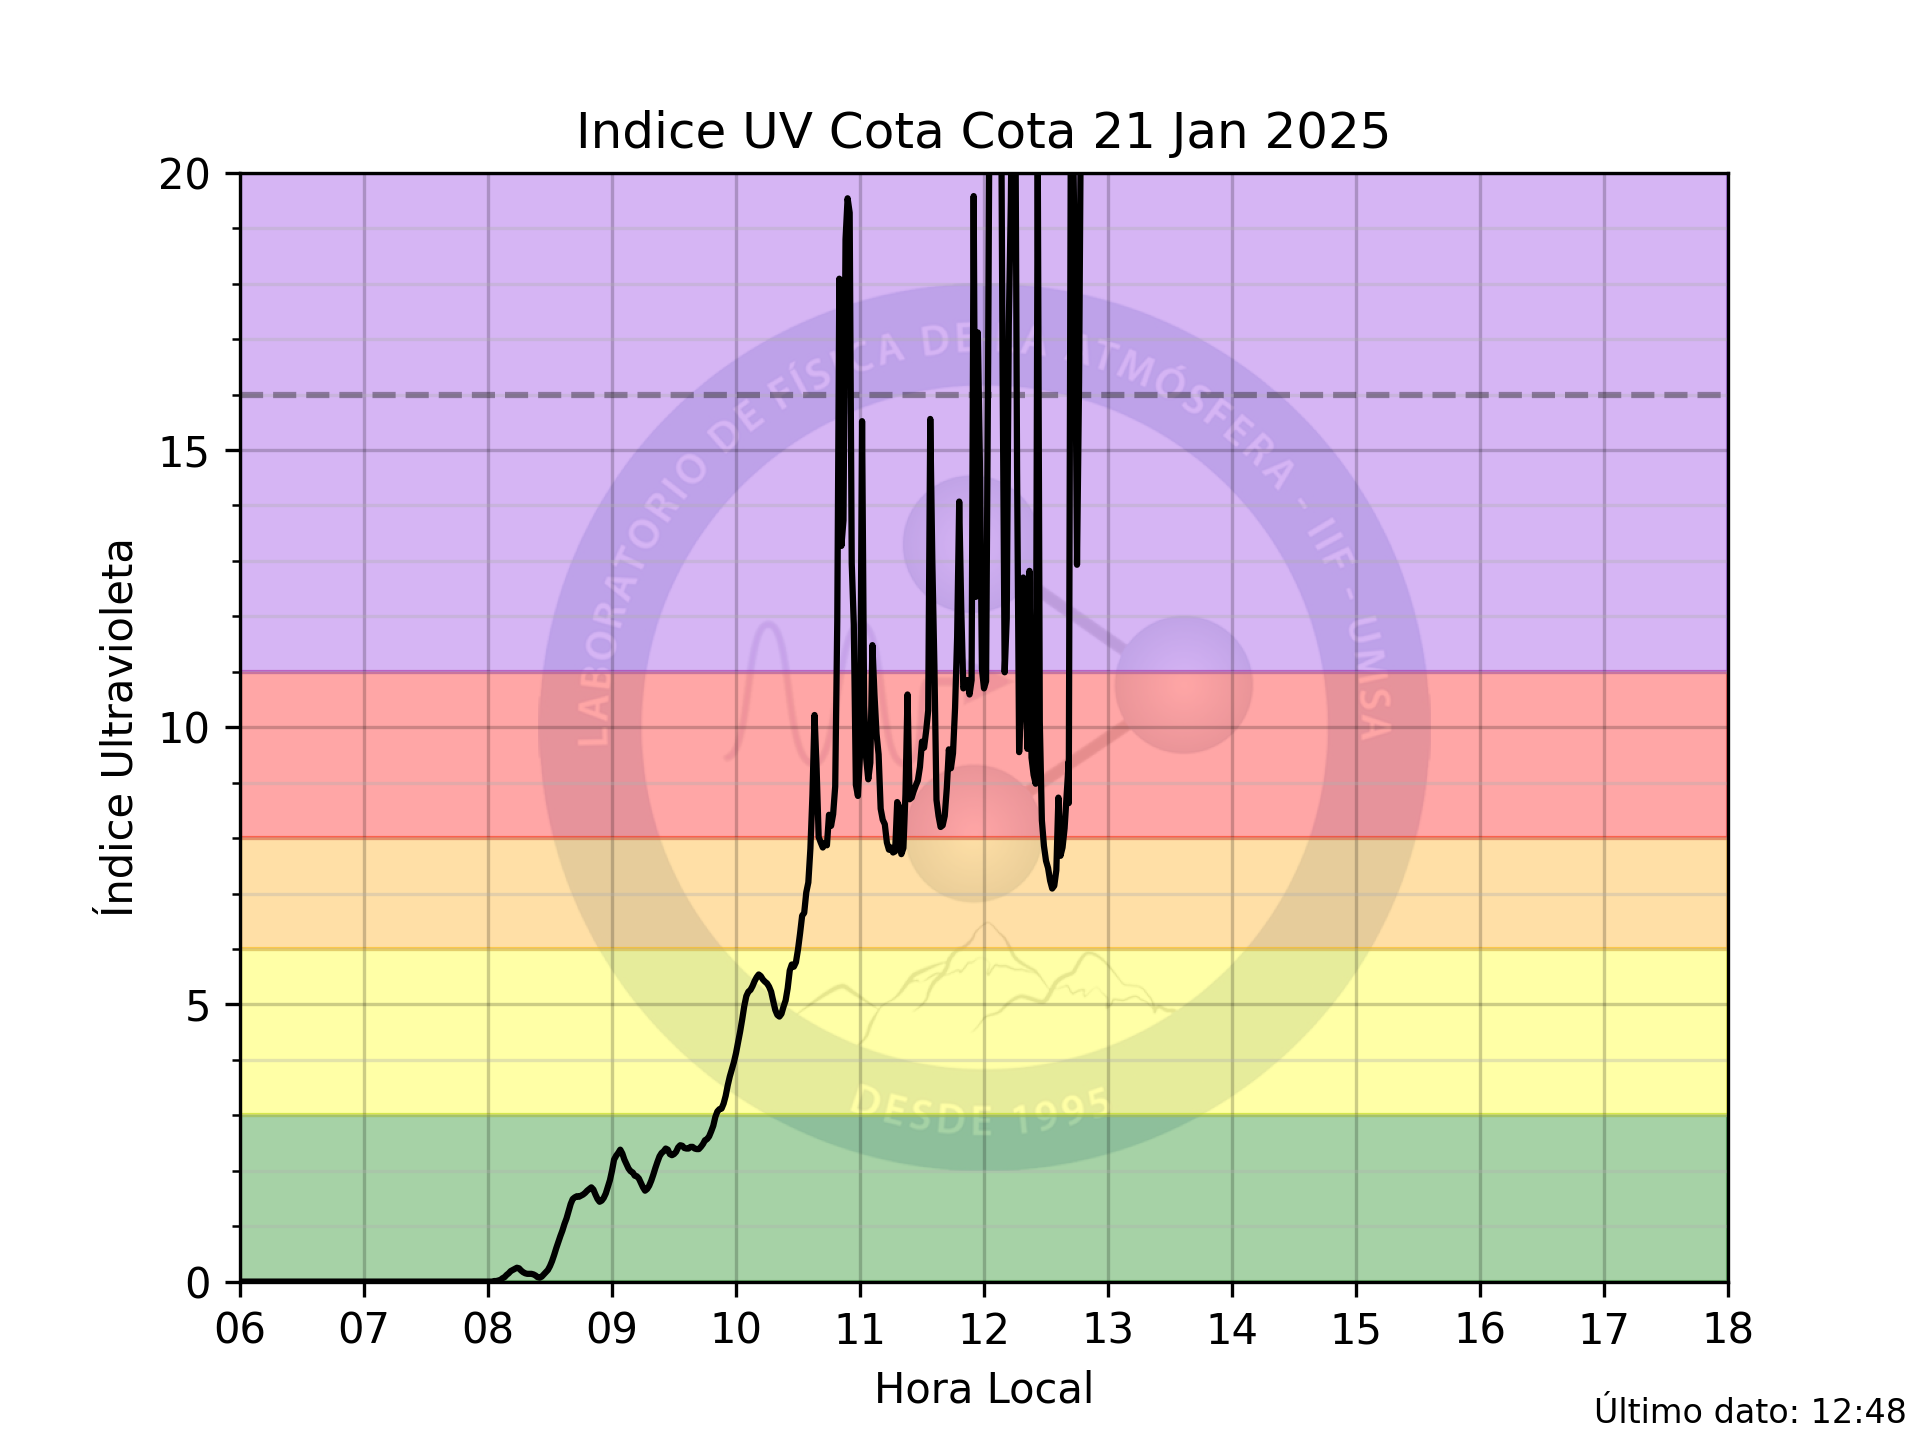 Indice UV Cota Cota 21 Jan 2025
20
15
10
5
0
Índice Ultravioleta
LABORATORIO DE FÍSICA DE LA ATMÓSFERA - IIF - UMSA
DESDE 1995
06 07 08 09 10 11 12 13 14 15 16 17 18
Hora Local
Último dato: 12:48